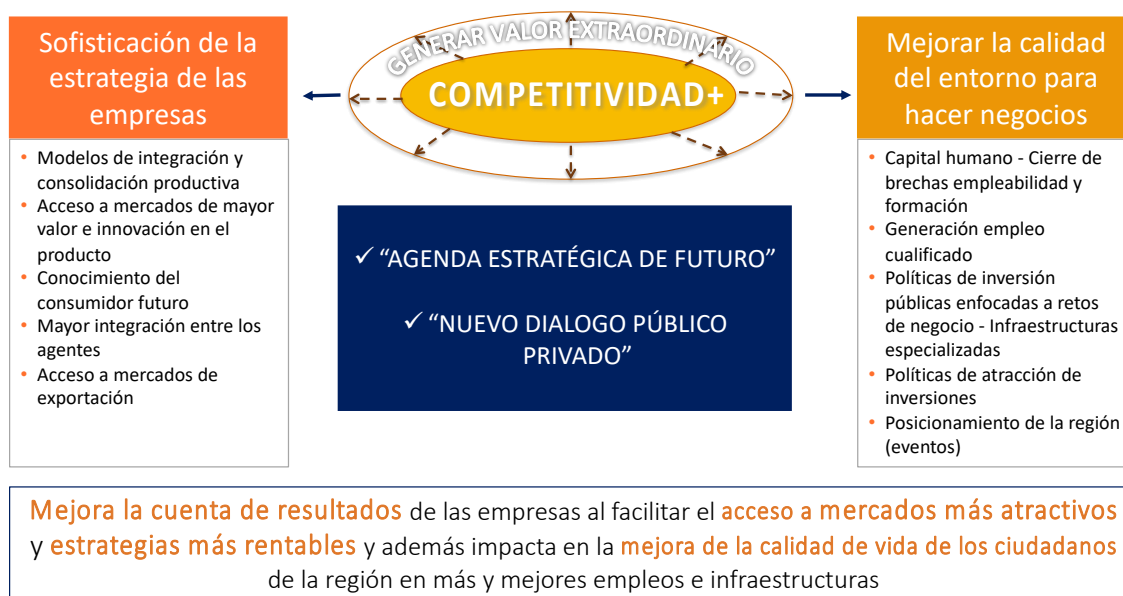 Sofisticación de la
estrategia de las
empresas
• Modelos de integración y
consolidación productiva
• Acceso a mercados de mayor
valor e innovación en el
producto
• Conocimiento del
consumidor futuro
• Mayor integración entre los
agentes
• Acceso a mercados de
exportación
GENERAR VALOR EXTRAORDINARIO
COMPETITIVIDAD+
✓ “AGENDA ESTRATÉGICA DE FUTURO”
✓ “NUEVO DIALOGO PÚBLICO
PRIVADO”
Mejorar la calidad
del entorno para
hacer negocios
• Capital humano - Cierre de
brechas empleabilidad y
formación
• Generación empleo
cualificado
• Políticas de inversión
públicas enfocadas a retos
de negocio - Infraestructuras
especializadas
• Políticas de atracción de
inversiones
• Posicionamiento de la región
(eventos)
Mejora la cuenta de resultados de las empresas al facilitar el acceso a mercados más atractivos
y estrategias más rentables y además impacta en la mejora de la calidad de vida de los ciudadanos
de la región en más y mejores empleos e infraestructuras